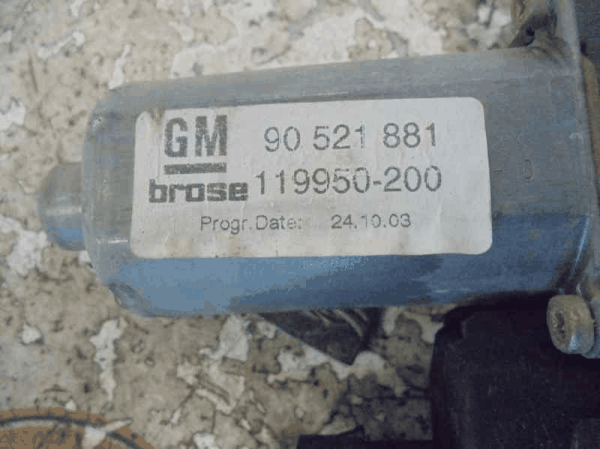 GM 90 521 881
brose 119950-200
Progr.Date: 24.10.03